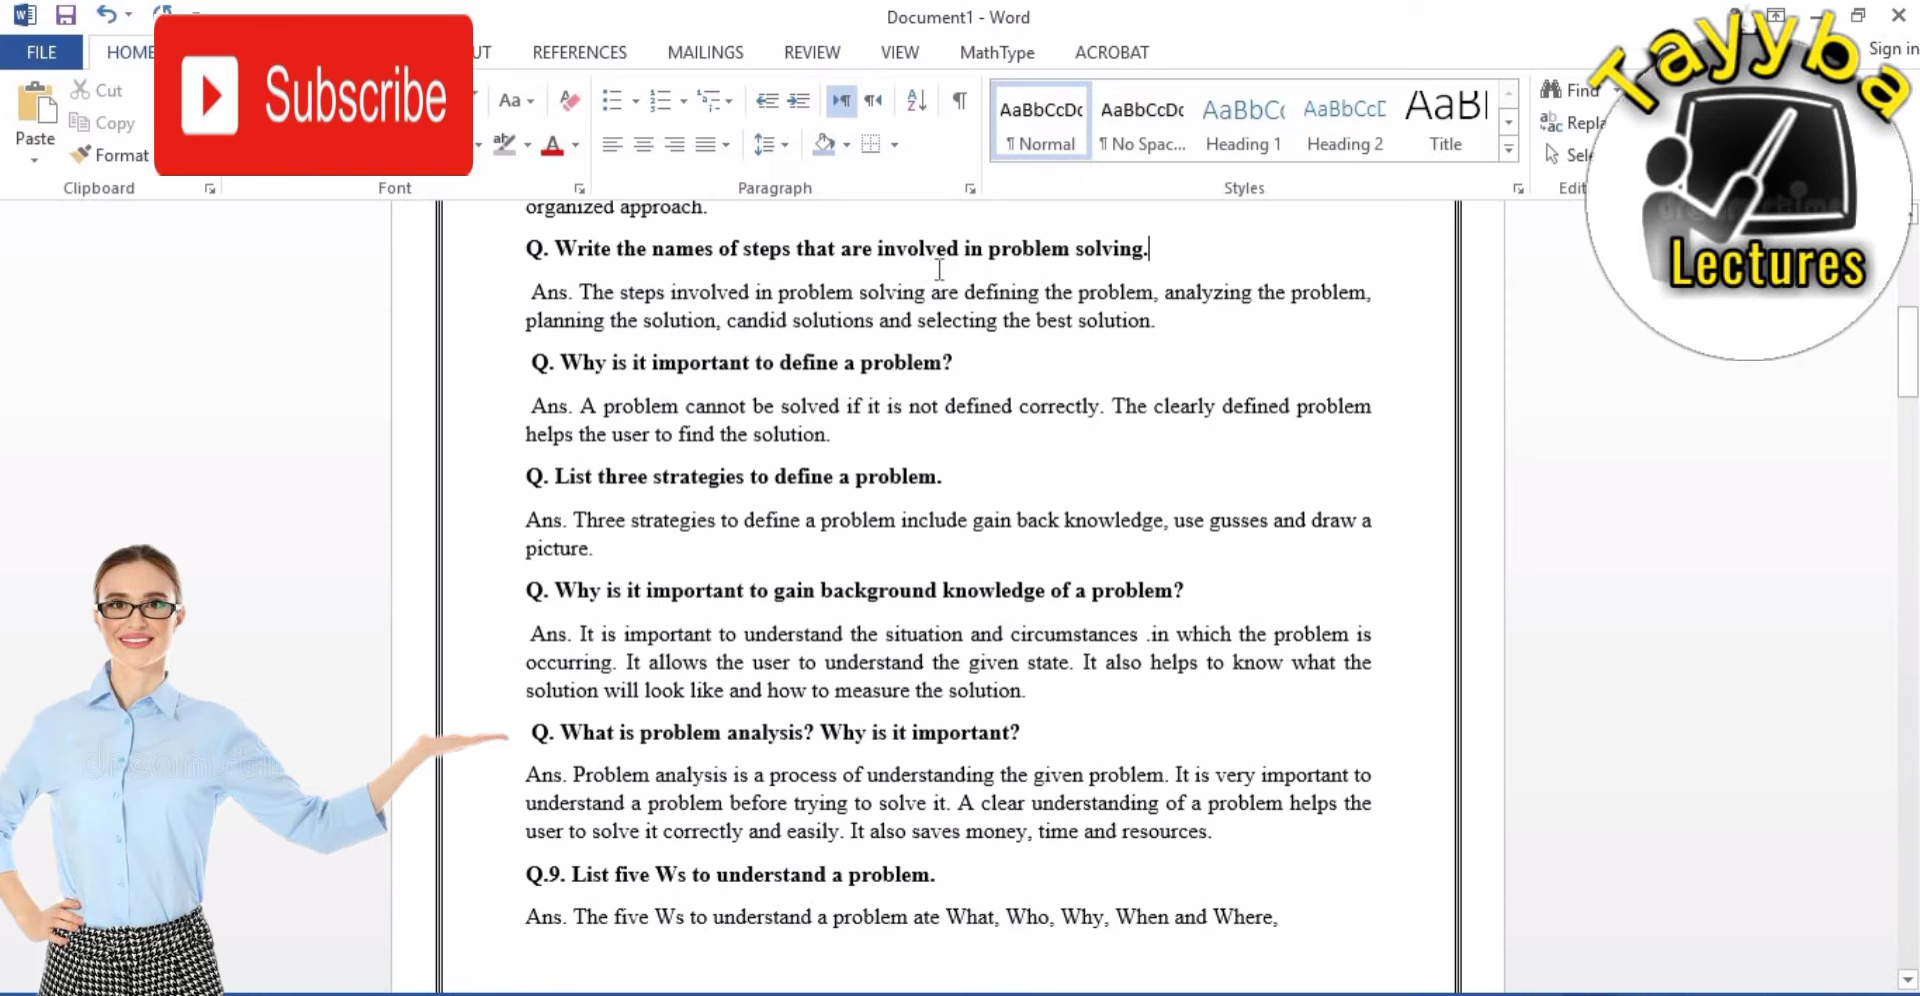 Document1 - Word
Sign in
FILE
HOME
UT
REFERENCES
MAILINGS
REVIEW
VIEW
MathType
ACROBAT
Subscribe
Tayyba
Lectures
Cut
Copy
Paste
Format
Aa
AaBbCcDc
AaBbCcDc
AaBbC
AaBbCcD
AaB
¶ Normal
¶ No Spac...
Heading 1
Heading 2
Title
Find
Repla
Sele
Clipboard
Font
Paragraph
Styles
Edit
organized approach.
Q. Write the names of steps that are involved in problem solving.
Ans. The steps involved in problem solving are defining the problem, analyzing the problem,
planning the solution, candid solutions and selecting the best solution.
Q. Why is it important to define a problem?
Ans. A problem cannot be solved if it is not defined correctly. The clearly defined problem
helps the user to find the solution.
Q. List three strategies to define a problem.
Ans. Three strategies to define a problem include gain back knowledge, use gusses and draw a
picture.
Q. Why is it important to gain background knowledge of a problem?
Ans. It is important to understand the situation and circumstances .in which the problem is
occurring. It allows the user to understand the given state. It also helps to know what the
solution will look like and how to measure the solution.
Q. What is problem analysis? Why is it important?
Ans. Problem analysis is a process of understanding the given problem. It is very important to
understand a problem before trying to solve it. A clear understanding of a problem helps the
user to solve it correctly and easily. It also saves money, time and resources.
Q.9. List five Ws to understand a problem.
Ans. The five Ws to understand a problem ate What, Who, Why, When and Where,